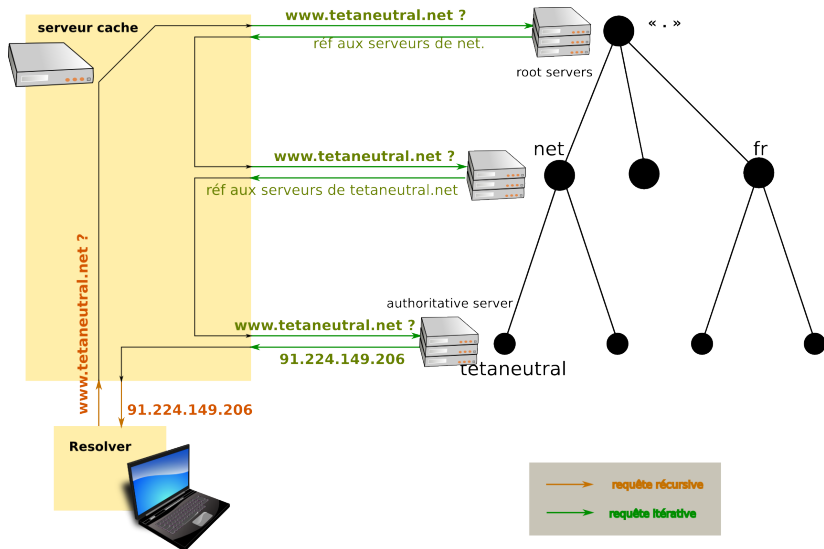 serveur cache
www.tetaneutral.net ?
réf aux serveurs de net.
root servers
« . »
www.tetaneutral.net ?
réf aux serveurs de tetaneutral.net
net
fr
www.tetaneutral.net ?
authoritative server
www.tetaneutral.net ?
91.224.149.206
tetaneutral
91.224.149.206
Resolver
requête récursive
requête itérative